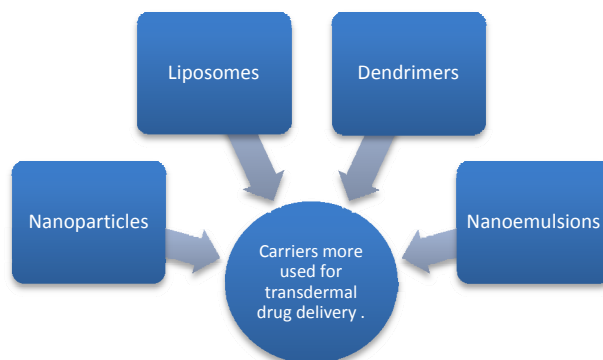 Liposomes
Dendrimers
Nanoparticles
Nanoemulsions
Carriers more
used for
transdermal
drug delivery .